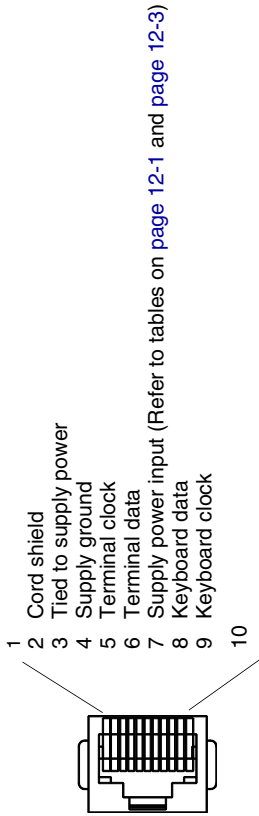 1
2 Cord shield
3 Tied to supply power
4 Supply ground
5 Terminal clock
6 Terminal data
7 Supply power input (Refer to tables on page 12-1 and page 12-3)
8 Keyboard data
9 Keyboard clock
10